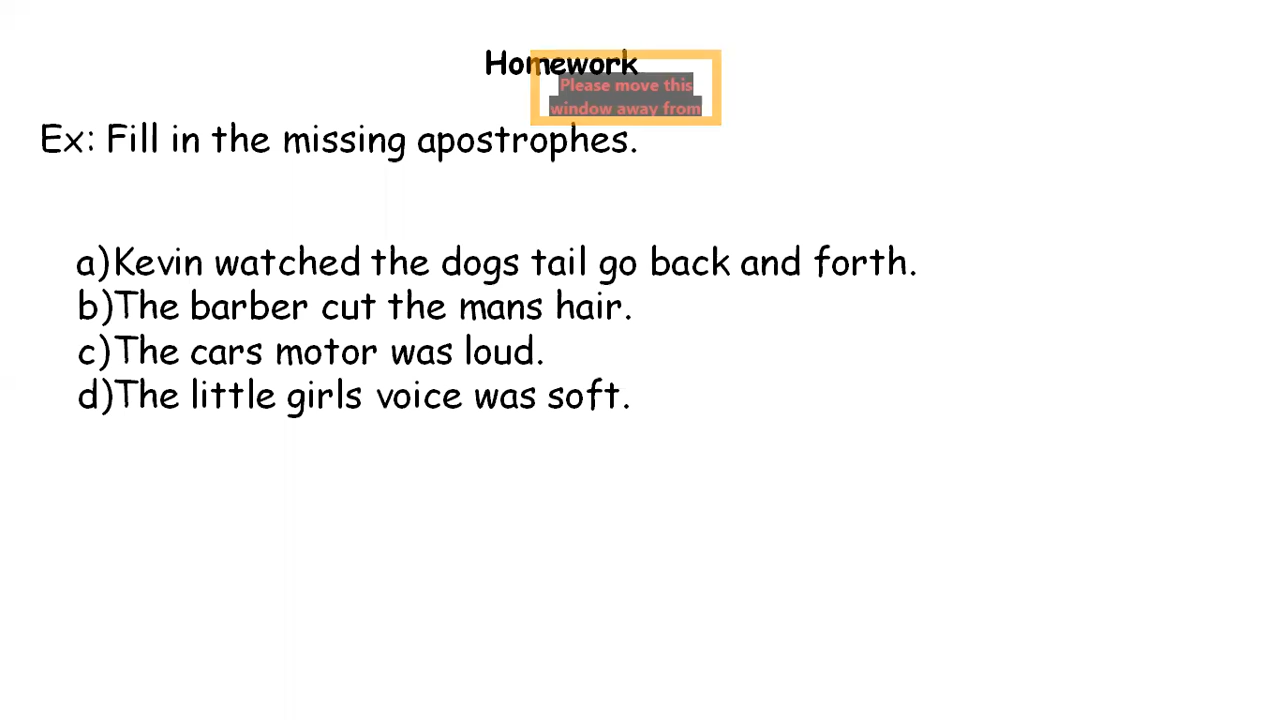 Homework
Please move this
window away from
Ex: Fill in the missing apostrophes.
a)Kevin watched the dogs tail go back and forth.
b)The barber cut the mans hair.
c)The cars motor was loud.
d)The little girls voice was soft.